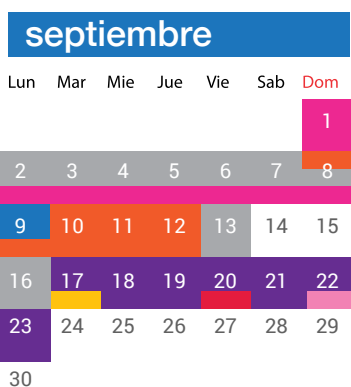 septiembre
Lun Mar Mie Jue Vie Sab Dom
1
2 3 4 5 6 7 8
9 10 11 12 13 14 15
16 17 18 19 20 21 22
23 24 25 26 27 28 29
30